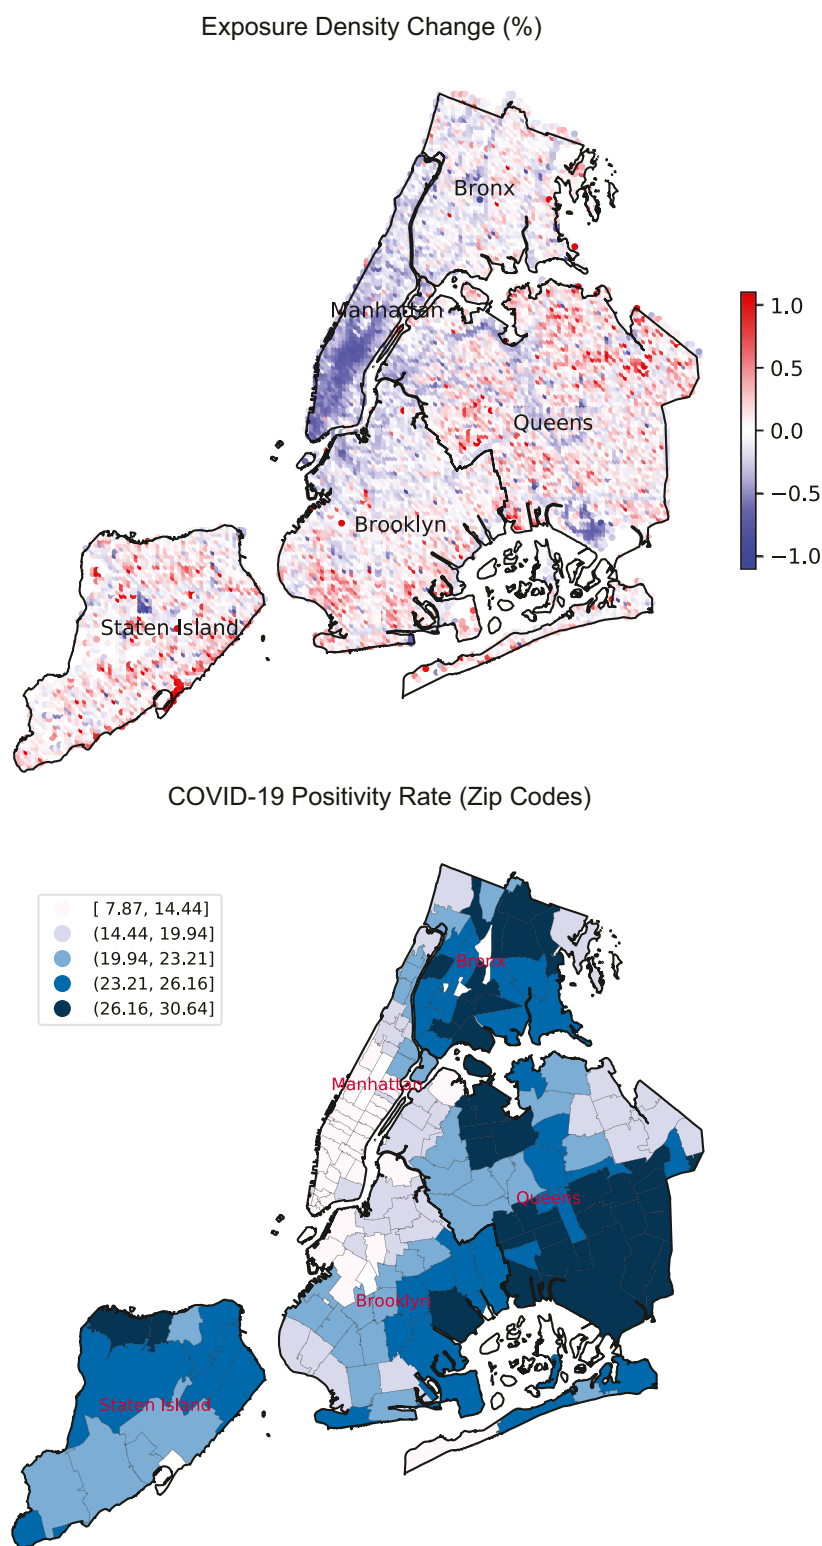 Exposure Density Change (%)
Bronx
Manhattan
Queens
Brooklyn
Staten Island
1.0
0.5
0.0
−0.5
−1.0
COVID-19 Positivity Rate (Zip Codes)
[ 7.87, 14.44]
(14.44, 19.94]
(19.94, 23.21]
(23.21, 26.16]
(26.16, 30.64]
Bronx
Manhattan
Queens
Brooklyn
Staten Island